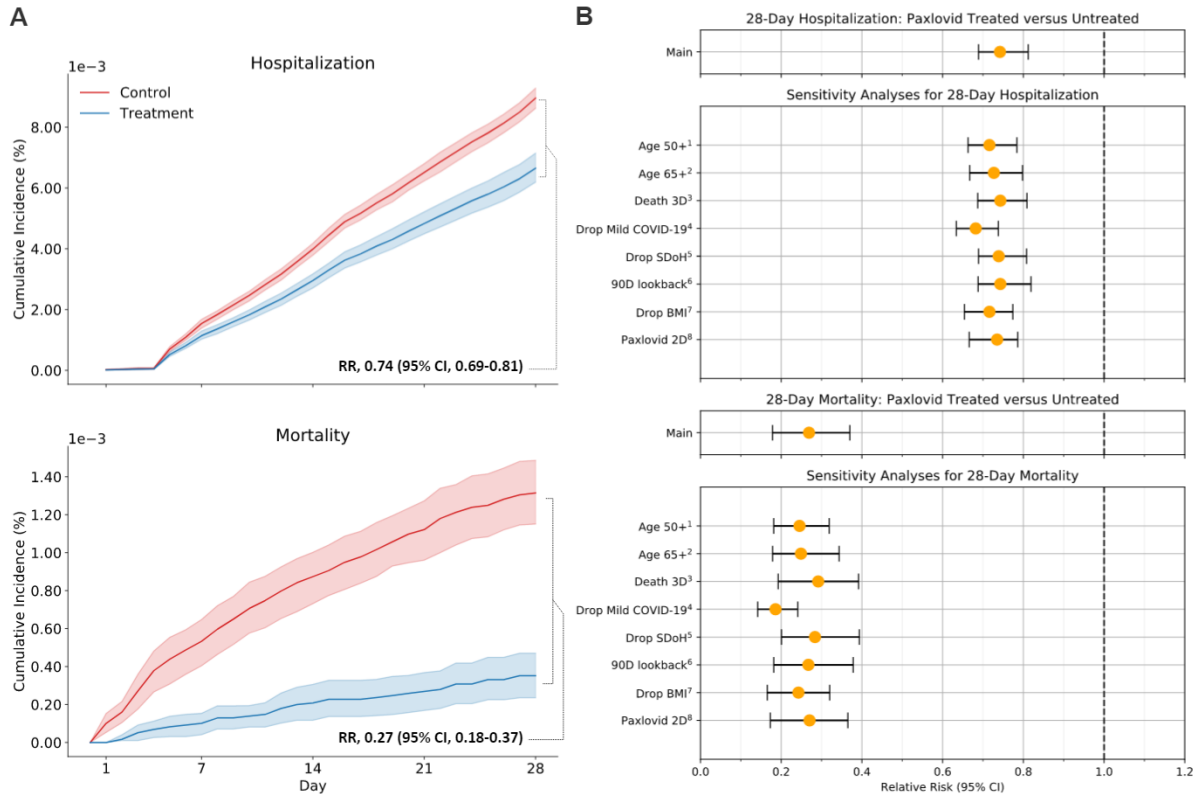 A
1e−3
Hospitalization
Control
Treatment
Cumulative Incidence (%)
8.00
6.00
4.00
2.00
0.00
1
7
14
21
28
RR, 0.74 (95% CI, 0.69-0.81)
1e−3
Mortality
Cumulative Incidence (%)
1.40
1.20
1.00
0.80
0.60
0.40
0.20
0.00
RR, 0.27 (95% CI, 0.18-0.37)
1
7
14
21
28
Day
B
28-Day Hospitalization: Paxlovid Treated versus Untreated
Main
Sensitivity Analyses for 28-Day Hospitalization
Age 50+¹
Age 65+²
Death 3D³
Drop Mild COVID-19⁴
Drop SDoH⁵
90D lookback⁶
Drop BMI⁷
Paxlovid 2D⁸
28-Day Mortality: Paxlovid Treated versus Untreated
Main
Sensitivity Analyses for 28-Day Mortality
Age 50+¹
Age 65+²
Death 3D³
Drop Mild COVID-19⁴
Drop SDoH⁵
90D lookback⁶
Drop BMI⁷
Paxlovid 2D⁸
0.0
0.2
0.4
0.6
0.8
1.0
1.2
Relative Risk (95% CI)